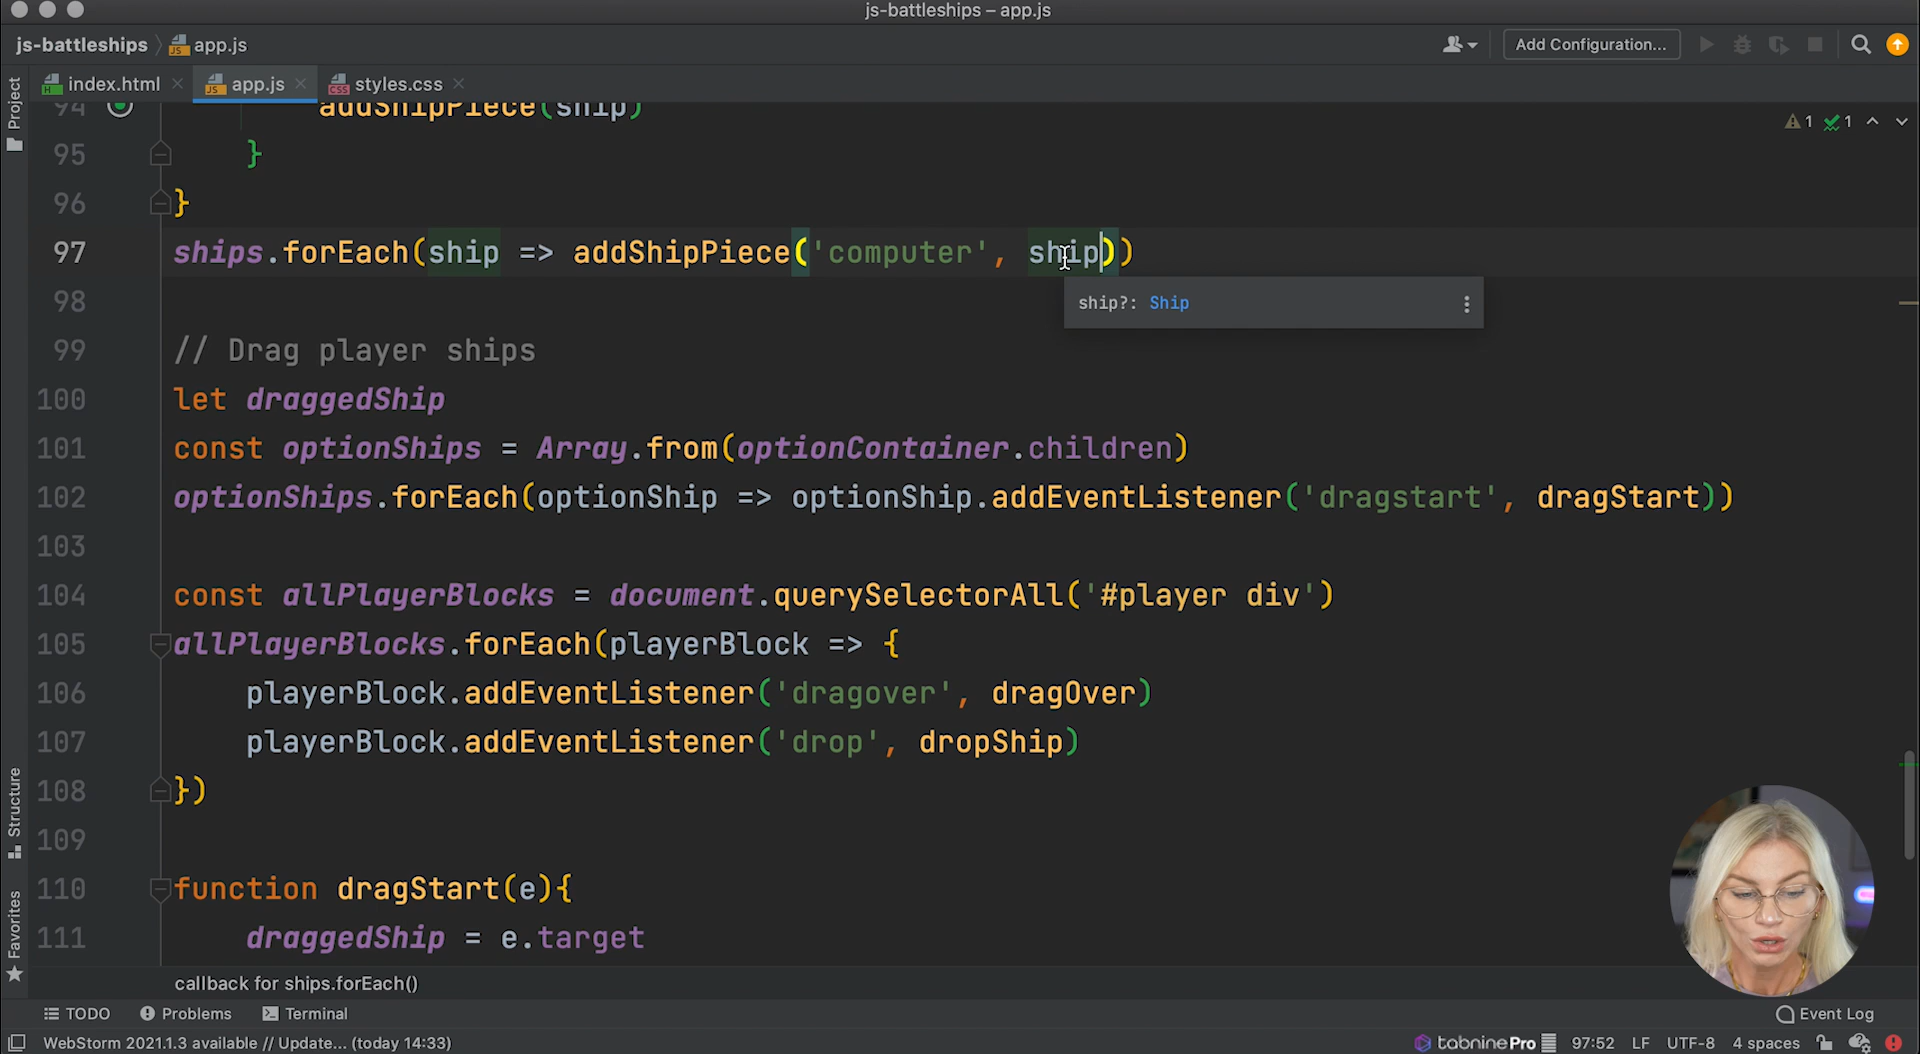 js-battleships – app.js
js-battleships app.js
Add Configuration...
Project
index.html
app.js
styles.css
94 addShipPiece(ship)
1 1
95 }
96 }
97 ships.forEach(ship => addShipPiece('computer', ship))
ship?: Ship
98
99 // Drag player ships
100 let draggedShip
101 const optionShips = Array.from(optionContainer.children)
102 optionShips.forEach(optionShip => optionShip.addEventListener('dragstart', dragStart))
103
104 const allPlayerBlocks = document.querySelectorAll('#player div')
105 allPlayerBlocks.forEach(playerBlock => {
106 playerBlock.addEventListener('dragover', dragOver)
107 playerBlock.addEventListener('drop', dropShip)
108 })
109
110 function dragStart(e){
111 draggedShip = e.target
Structure
Favorites
callback for ships.forEach()
TODO Problems Terminal Event Log
WebStorm 2021.1.3 available // Update... (today 14:33) tabninePro 97:52 LF UTF-8 4 spaces